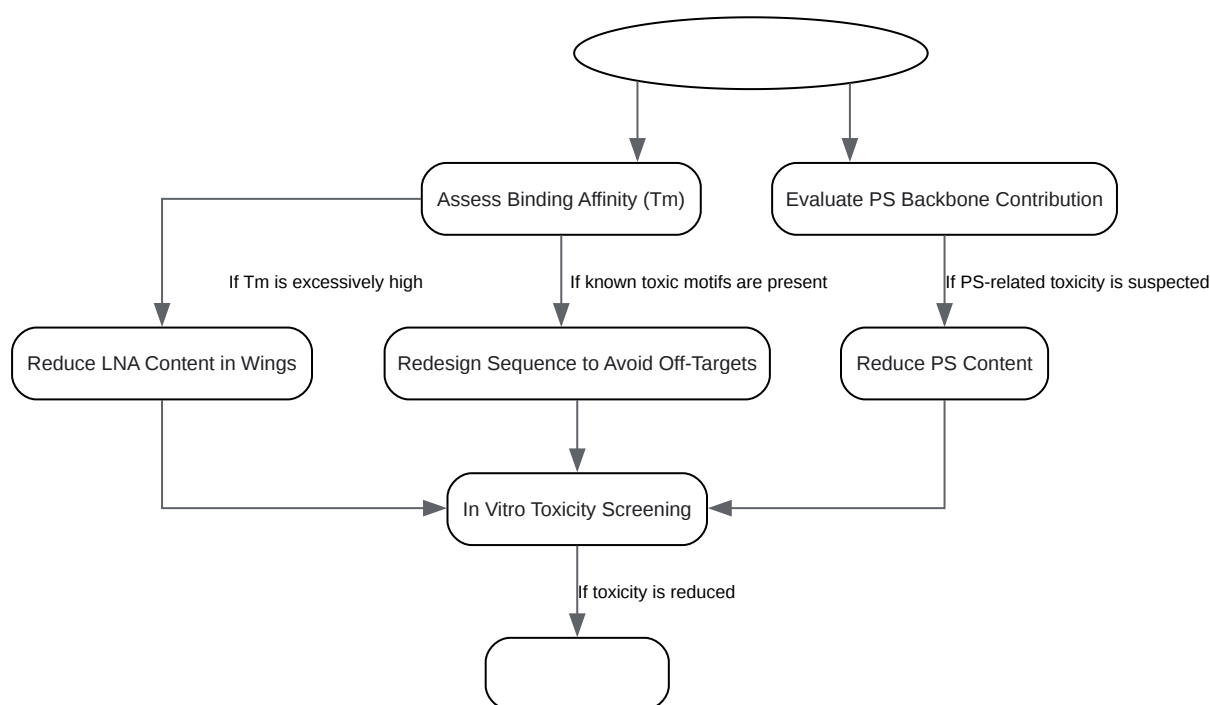 Assess Binding Affinity (Tm)
Evaluate PS Backbone Contribution
If Tm is excessively high
If known toxic motifs are present
If PS-related toxicity is suspected
Reduce LNA Content in Wings
Redesign Sequence to Avoid Off-Targets
Reduce PS Content
In Vitro Toxicity Screening
If toxicity is reduced